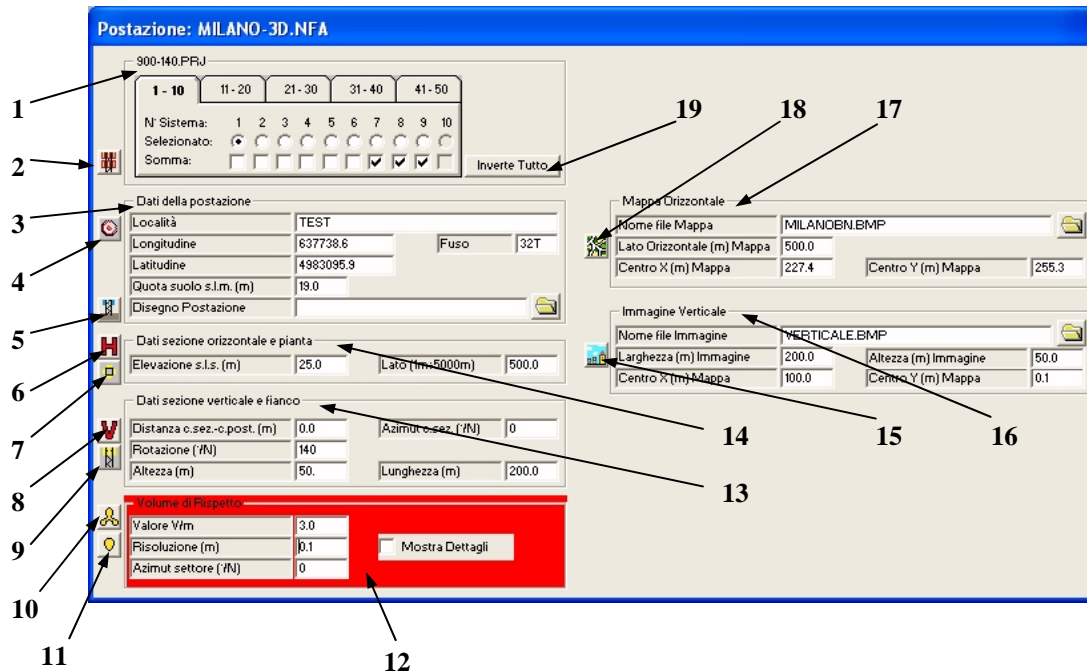 Postazione: MILANO-3D.NFA
900-140.PRJ
1 - 10 11 - 20 21 - 30 31 - 40 41 - 50
N° Sistema: 1 2 3 4 5 6 7 8 9 10
Selezionato:
Somma:
Inverte Tutto
Dati della postazione
Località TEST
Longitudine 637738.6 Fuso 32T
Latitudine 4983095.9
Quota suolo s.l.m. (m) 19.0
Disegno Postazione
Dati sezione orizzontale e pianta
Elevazione s.l.s. (m) 25.0 Lato (1m÷5000m) 500.0
Dati sezione verticale e fianco
Distanza c.sez.-c.post. (m) 0.0 Azimut c.sez. (°/N) 0
Rotazione (°/N) 140
Altezza (m) 50. Lunghezza (m) 200.0
Volume di Rispetto
Valore V/m 3.0
Risoluzione (m) 0.1 Mostra Dettagli
Azimut settore (°/N) 0
Mappa Orizzontale
Nome file Mappa MILANOBN.BMP
Lato Orizzontale (m) Mappa 500.0
Centro X (m) Mappa 227.4 Centro Y (m) Mappa 255.3
Immagine Verticale
Nome file Immagine VERTICALE.BMP
Larghezza (m) Immagine 200.0 Altezza (m) Immagine 50.0
Centro X (m) Mappa 100.0 Centro Y (m) Mappa 0.1
1
2
3
4
5
6
7
8
9
10
11
12
13
14
15
16
17
18
19